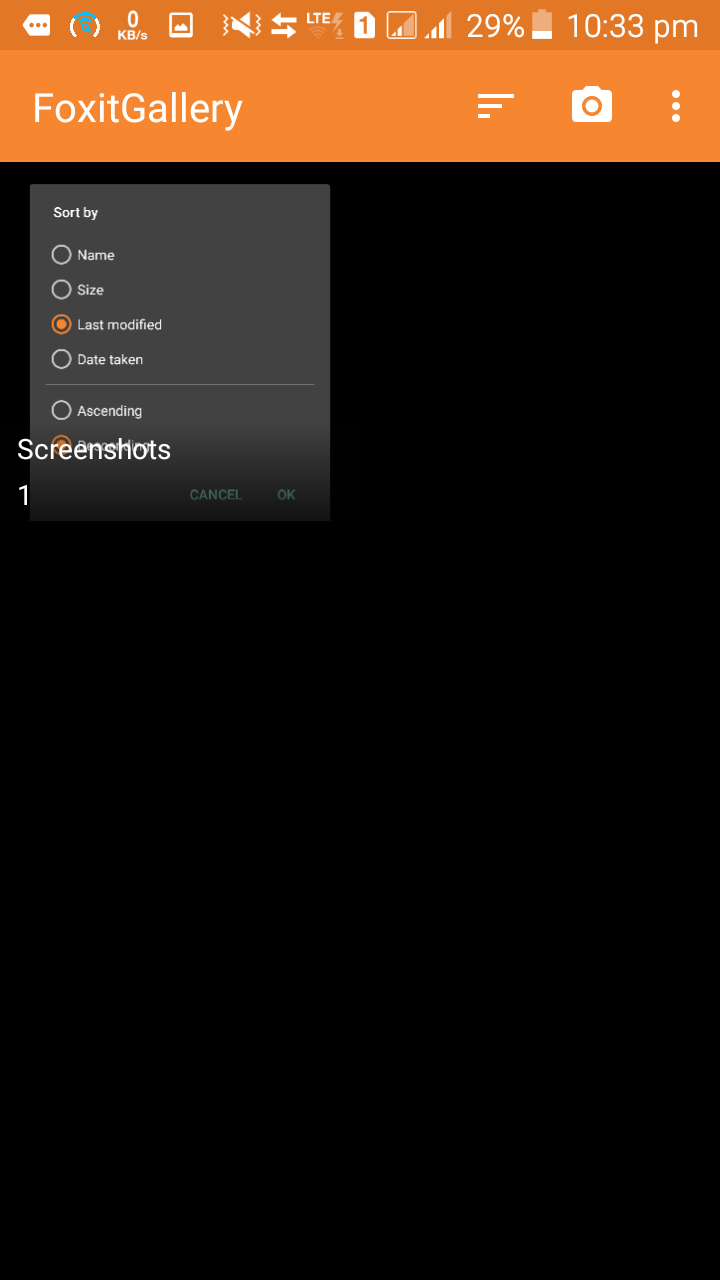 0
KB/s
LTE
1
29%
10:33 pm
FoxitGallery
Sort by
Name
Size
Last modified
Date taken
Ascending
Descending
Screenshots
1
CANCEL
OK